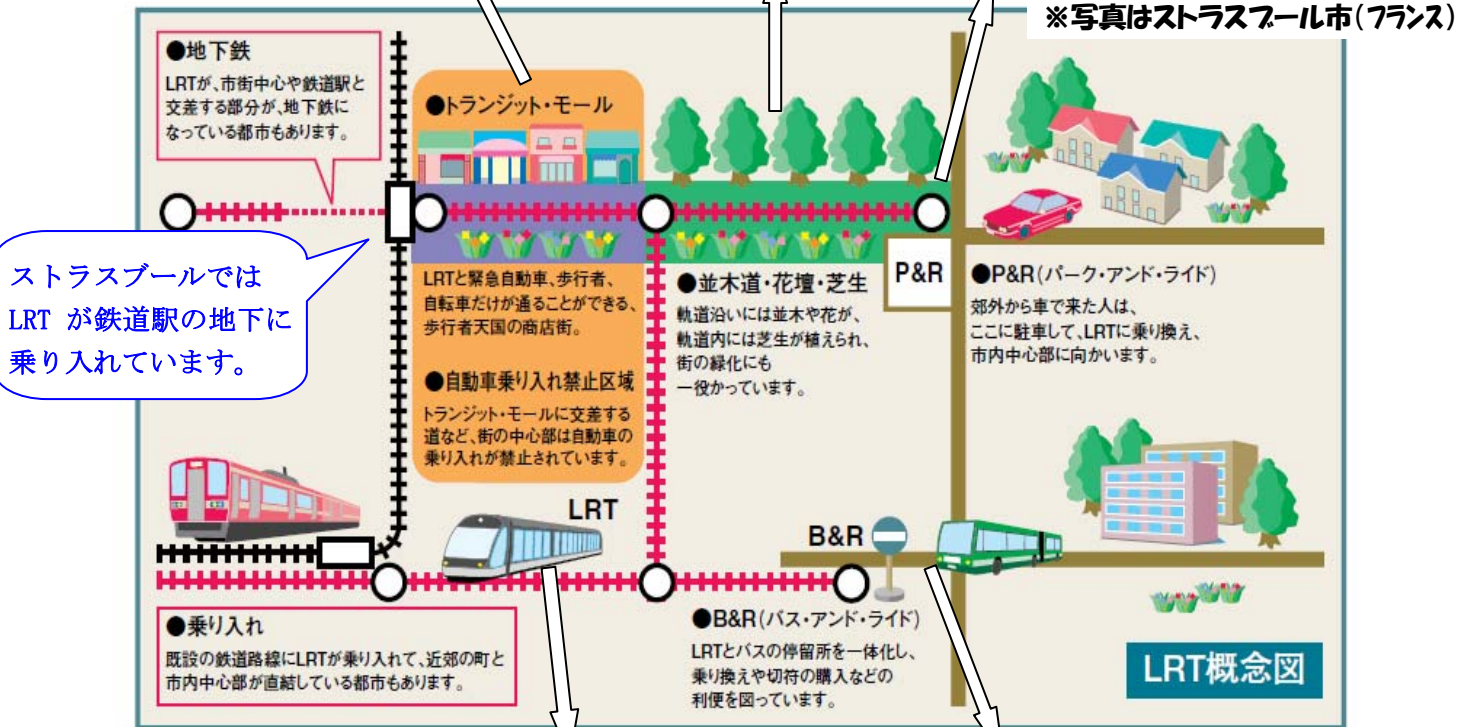 ※写真はストラスブール市(フランス)
●地下鉄
LRTが、市街中心や鉄道駅と
交差する部分が、地下鉄に
なっている都市もあります。
●トランジット・モール
ストラスブールでは
LRT が鉄道駅の地下に
乗り入れています。
LRTと緊急自動車、歩行者、
自転車だけが通ることができる、
歩行者天国の商店街。
●自動車乗り入れ禁止区域
トランジット・モールに交差する
道など、街の中心部は自動車の
乗り入れが禁止されています。
●並木道・花壇・芝生
軌道沿いには並木や花が、
軌道内には芝生が植えられ、
街の緑化にも
一役かっています。
P&R
●P&R(パーク・アンド・ライド)
郊外から車で来た人は、
ここに駐車して、LRTに乗り換え、
市内中心部に向かいます。
LRT
B&R
●乗り入れ
既設の鉄道路線にLRTが乗り入れて、近郊の町と
市内中心部が直結している都市もあります。
●B&R(バス・アンド・ライド)
LRTとバスの停留所を一体化し、
乗り換えや切符の購入などの
利便を図っています。
LRT概念図